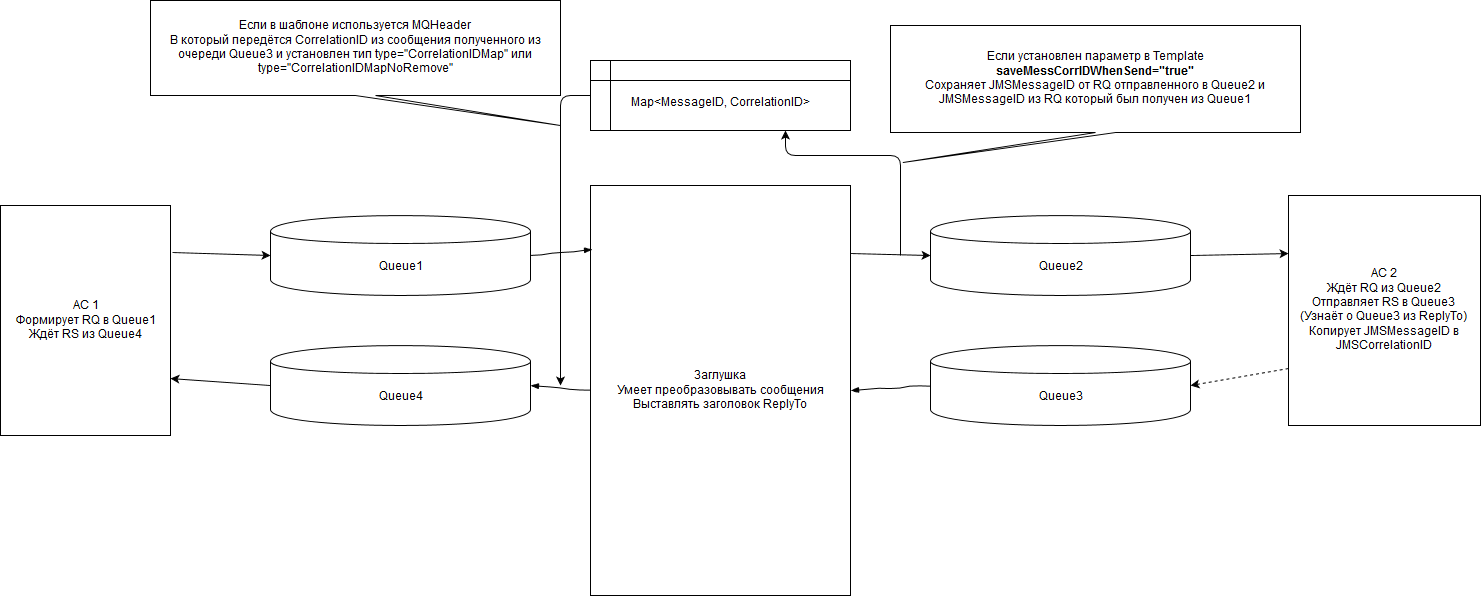 Если в шаблоне используется MQHeader
В который передётся CorrelationID из сообщения полученного из
очереди Queue3 и установлен тип type="CorrelationIDMap" или
type="CorrelationIDMapNoRemove"
Map<MessageID, CorrelationID>
Если установлен параметр в Template
saveMessCorrIDWhenSend="true"
Сохраняет JMSMessageID от RQ отправленного в Queue2 и
JMSMessageID из RQ который был получен из Queue1
АС 1
Формирует RQ в Queue1
Ждёт RS из Queue4
Queue1
Queue4
Заглушка
Умеет преобразовывать сообщения
Выставлять заголовок ReplyTo
Queue2
Queue3
АС 2
Ждёт RQ из Queue2
Отправляет RS в Queue3
(Узнаёт о Queue3 из ReplyTo)
Копирует JMSMessageID в
JMSCorrelationID